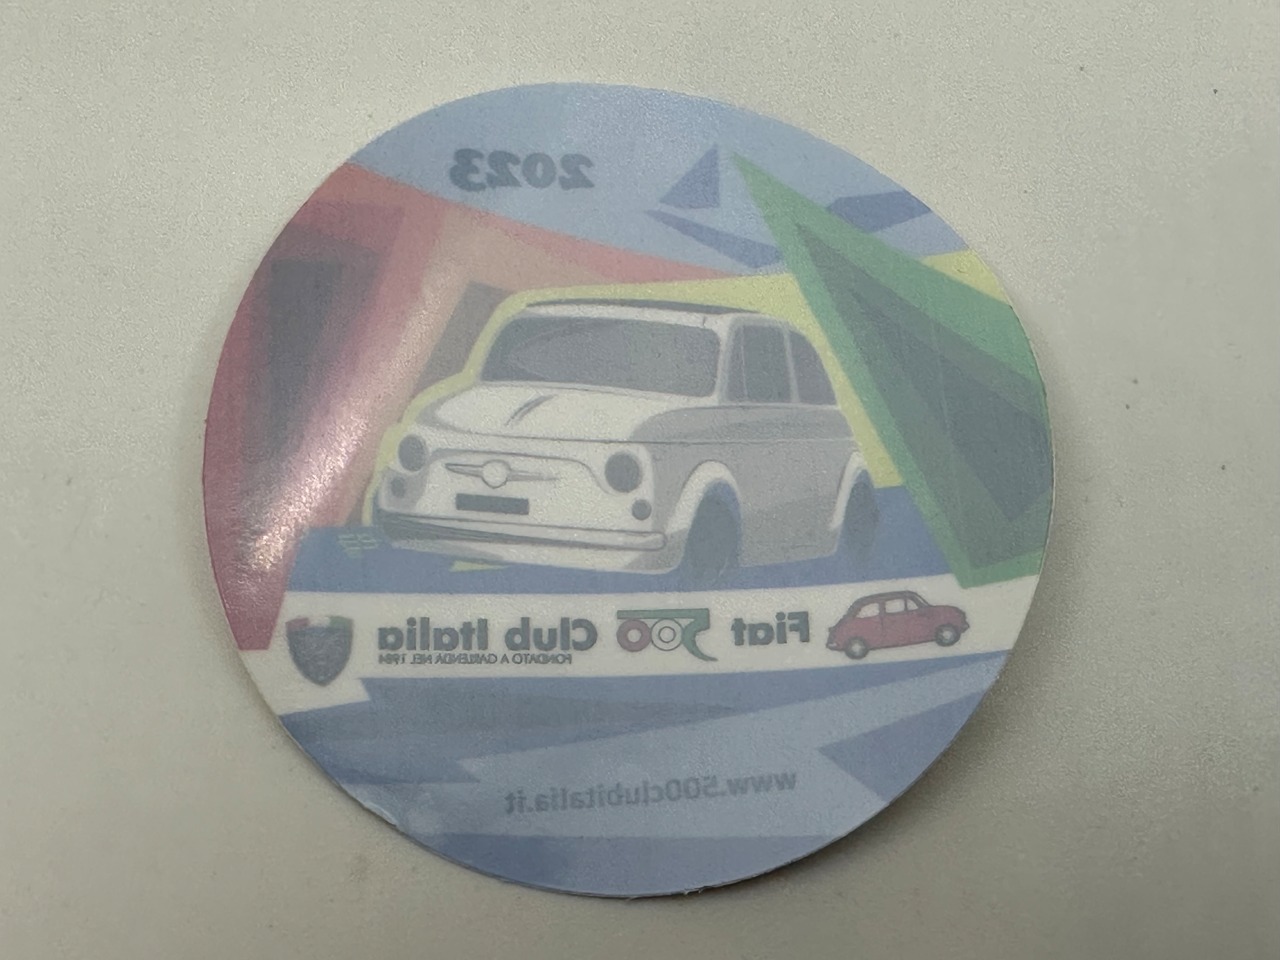 2023
Fiat 500 Club Italia
FONDATO A GARLENDA NEL 1984
www.500clubitalia.it